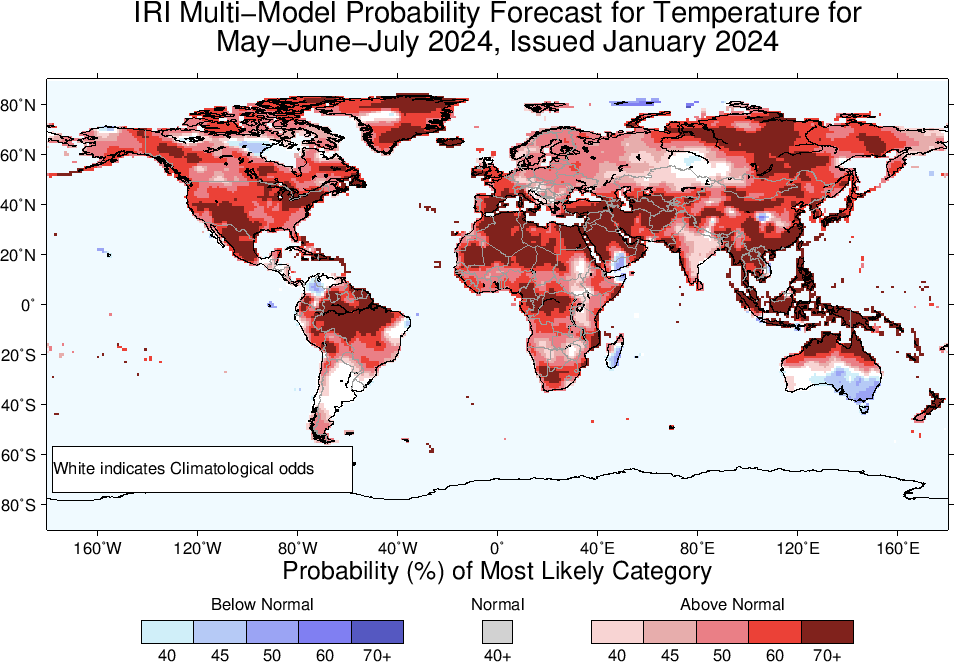 IRI Multi−Model Probability Forecast for Temperature for
May−June−July 2024, Issued January 2024
80˚N
60˚N
40˚N
20˚N
0˚
20˚S
40˚S
60˚S
80˚S
White indicates Climatological odds
160˚W 120˚W 80˚W 40˚W 0˚ 40˚E 80˚E 120˚E 160˚E
Probability (%) of Most Likely Category
Below Normal Normal Above Normal
40 45 50 60 70+ 40+ 40 45 50 60 70+